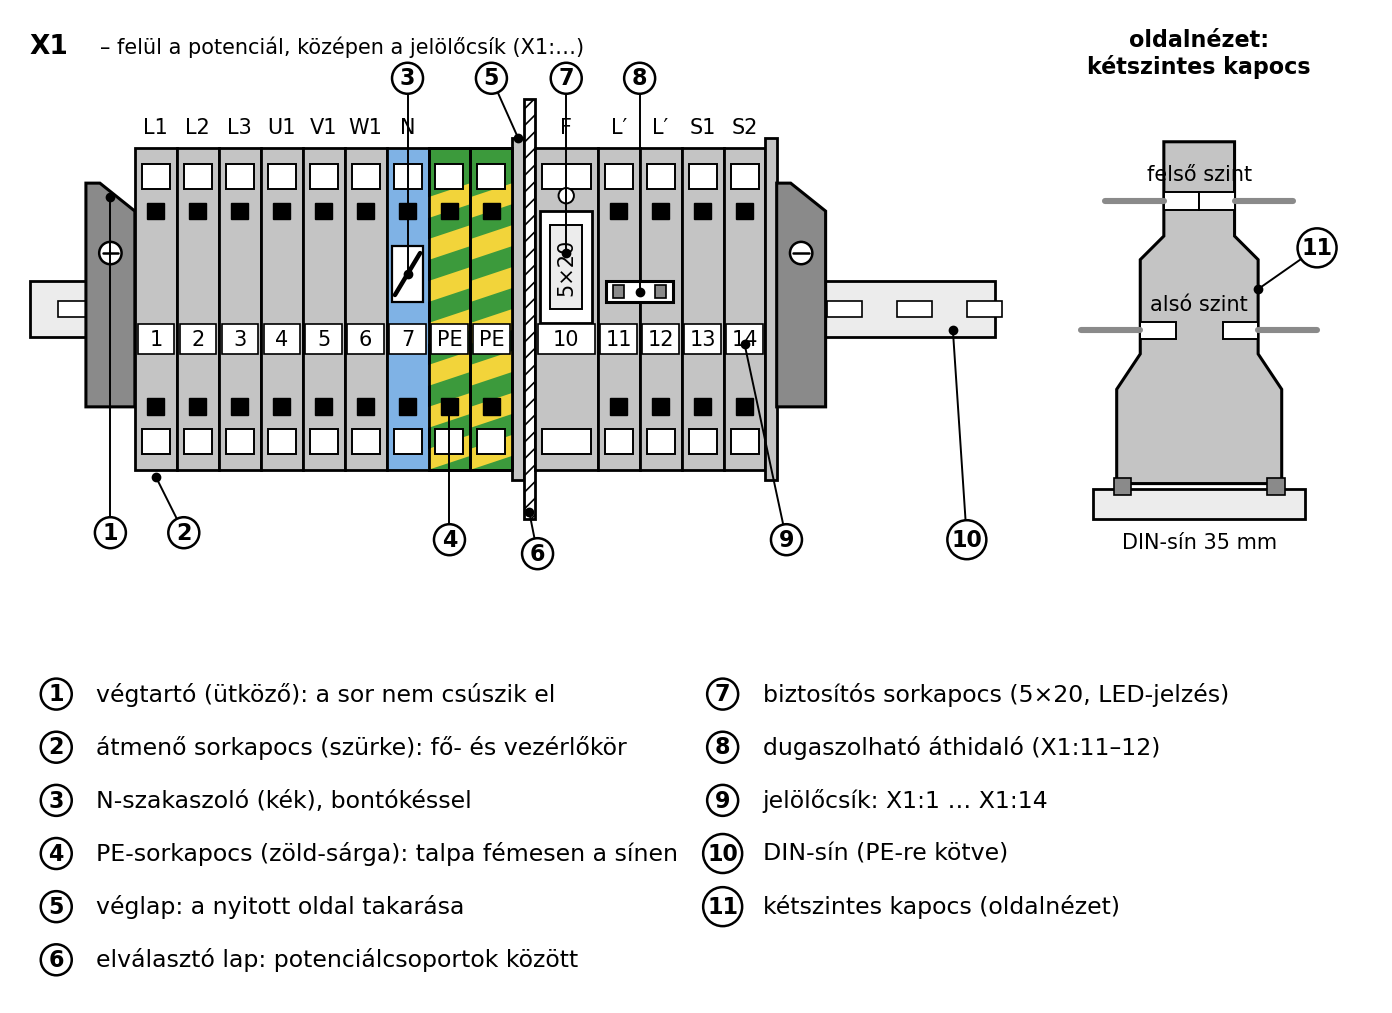 X1 – felül a potenciál, középen a jelölőcsík (X1:…)
oldalnézet:
kétszintes kapocs
3 5 7 8
L1 L2 L3 U1 V1 W1 N F L′ L′ S1 S2
felső szint
11
5×20
alsó szint
1 2 3 4 5 6 7 PE PE 10 11 12 13 14
1 2 4 6 9 10
DIN-sín 35 mm
1 végtartó (ütköző): a sor nem csúszik el
2 átmenő sorkapocs (szürke): fő- és vezérlőkör
3 N-szakaszoló (kék), bontókéssel
4 PE-sorkapocs (zöld-sárga): talpa fémesen a sínen
5 véglap: a nyitott oldal takarása
6 elválasztó lap: potenciálcsoportok között
7 biztosítós sorkapocs (5×20, LED-jelzés)
8 dugaszolható áthidaló (X1:11–12)
9 jelölőcsík: X1:1 … X1:14
10 DIN-sín (PE-re kötve)
11 kétszintes kapocs (oldalnézet)